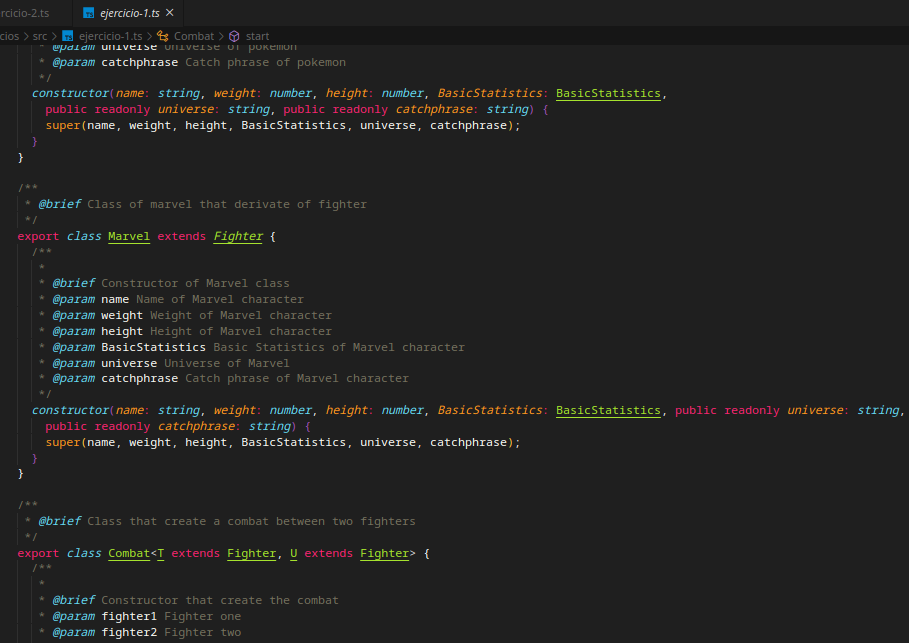 rcicio-2.ts
TS ejercicio-1.ts ×
cios > src > TS ejercicio-1.ts > Combat > start
* @param universe Universe of pokemon
* @param catchphrase Catch phrase of pokemon
*/
constructor(name: string, weight: number, height: number, BasicStatistics: BasicStatistics,
public readonly universe: string, public readonly catchphrase: string) {
super(name, weight, height, BasicStatistics, universe, catchphrase);
}
}
/**
* @brief Class of marvel that derivate of fighter
*/
export class Marvel extends Fighter {
/**
*
* @brief Constructor of Marvel class
* @param name Name of Marvel character
* @param weight Weight of Marvel character
* @param height Height of Marvel character
* @param BasicStatistics Basic Statistics of Marvel character
* @param universe Universe of Marvel
* @param catchphrase Catch phrase of Marvel character
*/
constructor(name: string, weight: number, height: number, BasicStatistics: BasicStatistics, public readonly universe: string,
public readonly catchphrase: string) {
super(name, weight, height, BasicStatistics, universe, catchphrase);
}
}
/**
* @brief Class that create a combat between two fighters
*/
export class Combat<T extends Fighter, U extends Fighter> {
/**
*
* @brief Constructor that create the combat
* @param fighter1 Fighter one
* @param fighter2 Fighter two